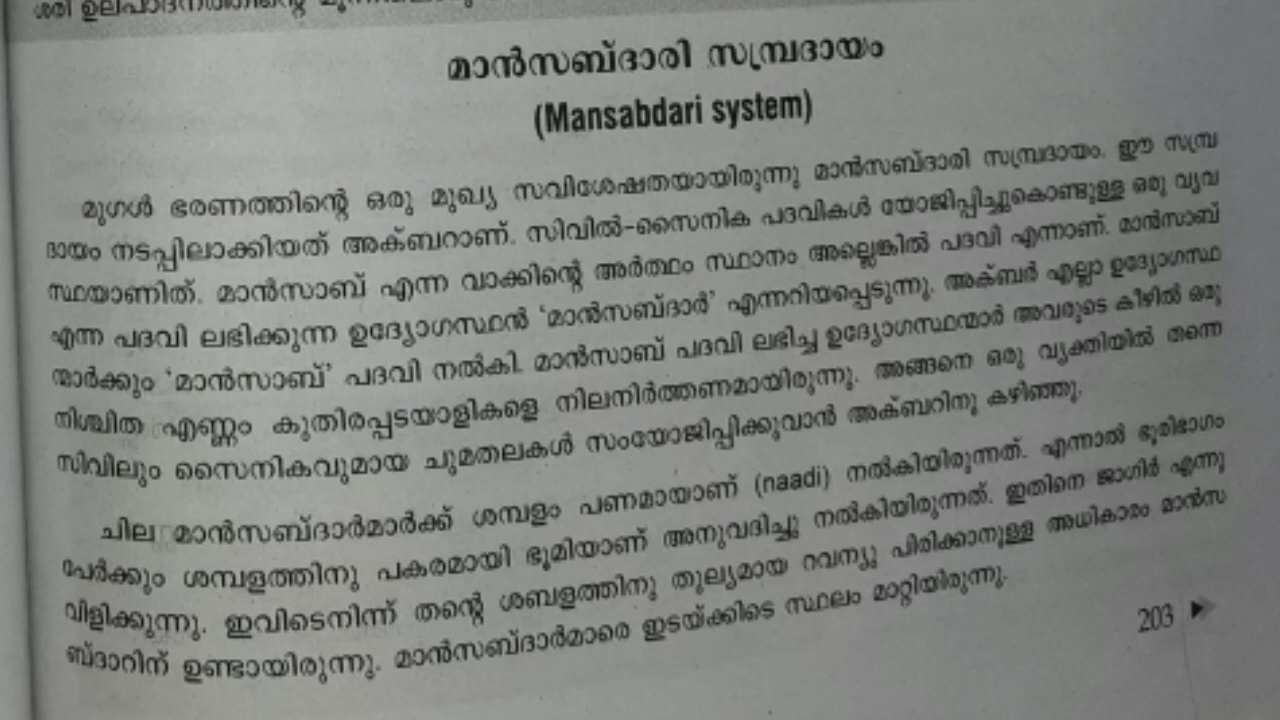 മാൻസബ്ദാരി സമ്പ്രദായം
(Mansabdari system)
മുഗൾ ഭരണത്തിന്റെ ഒരു മുഖ്യ സവിശേഷതയായിരുന്നു മാൻസബ്ദാരി സമ്പ്രദായം. ഈ സമ്പ്ര
ദായം നടപ്പിലാക്കിയത് അക്ബറാണ്. സിവിൽ-സൈനിക പദവികൾ യോജിപ്പിച്ചുകൊണ്ടുള്ള ഒരു വ്യവ
സ്ഥയാണിത്. മാൻസാബ് എന്ന വാക്കിന്റെ അർത്ഥം സ്ഥാനം അല്ലെങ്കിൽ പദവി എന്നാണ്. മാൻസാബ്
എന്ന പദവി ലഭിക്കുന്ന ഉദ്യോഗസ്ഥൻ 'മാൻസബ്ദാർ' എന്നറിയപ്പെടുന്നു. അക്ബർ എല്ലാ ഉദ്യോഗസ്ഥ
ന്മാർക്കും 'മാൻസാബ്' പദവി നൽകി. മാൻസാബ് പദവി ലഭിച്ച ഉദ്യോഗസ്ഥന്മാർ അവരുടെ കീഴിൽ ഒരു
നിശ്ചിത എണ്ണം കുതിരപ്പടയാളികളെ നിലനിർത്തണമായിരുന്നു. അങ്ങനെ ഒരു വ്യക്തിയിൽ തന്നെ
സിവിലും സൈനികവുമായ ചുമതലകൾ സംയോജിപ്പിക്കുവാൻ അക്ബറിനു കഴിഞ്ഞു.
ചില മാൻസബ്ദാർമാർക്ക് ശമ്പളം പണമായാണ് (naadi) നൽകിയിരുന്നത്. എന്നാൽ ഭൂരിഭാഗം
പേർക്കും ശമ്പളത്തിനു പകരമായി ഭൂമിയാണ് അനുവദിച്ചു നൽകിയിരുന്നത്. ഇതിനെ ജാഗിർ എന്നു
വിളിക്കുന്നു. ഇവിടെനിന്ന് തന്റെ ശബളത്തിനു തുല്യമായ റവന്യൂ പിരിക്കാനുള്ള അധികാരം മാൻസ
ബ്ദാറിന് ഉണ്ടായിരുന്നു. മാൻസബ്ദാർമാരെ ഇടയ്ക്കിടെ സ്ഥലം മാറ്റിയിരുന്നു.
203